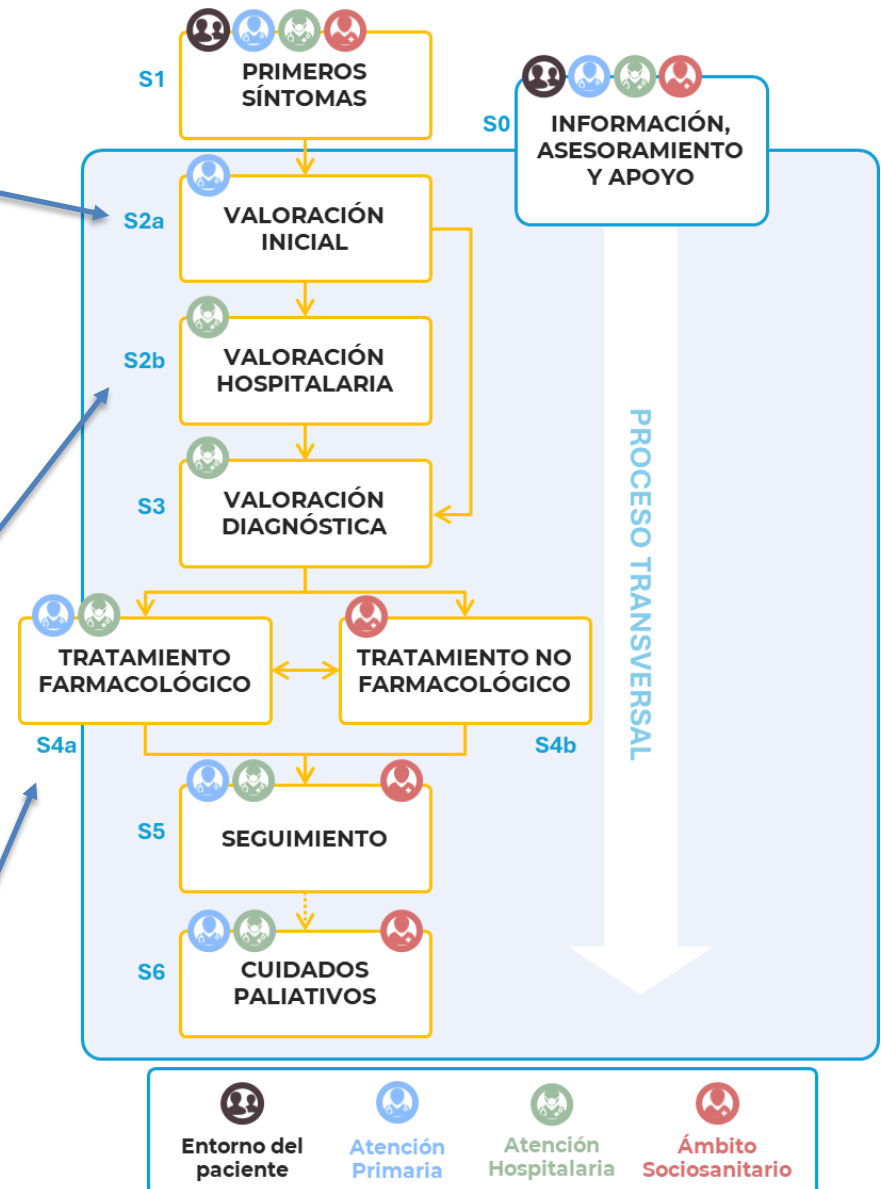 S1
PRIMEROS
SÍNTOMAS
S0
INFORMACIÓN,
ASESORAMIENTO
Y APOYO
S2a
VALORACIÓN
INICIAL
S2b
VALORACIÓN
HOSPITALARIA
S3
VALORACIÓN
DIAGNÓSTICA
PROCESO TRANSVERSAL
TRATAMIENTO
FARMACOLÓGICO
TRATAMIENTO NO
FARMACOLÓGICO
S4a
S4b
S5
SEGUIMIENTO
S6
CUIDADOS
PALIATIVOS
Entorno del
paciente
Atención
Primaria
Atención
Hospitalaria
Ámbito
Sociosanitario